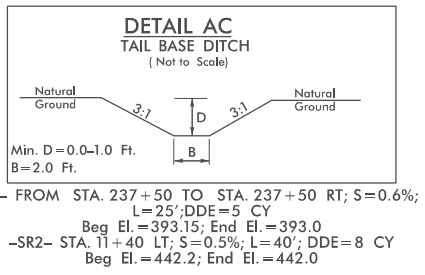 DETAIL AC
TAIL BASE DITCH
( Not to Scale)
Natural
Ground
3:1
D
3:1
Natural
Ground
Min. D=0.0-1.0 Ft.
B
B=2.0 Ft.
- FROM STA. 237+50 TO STA. 237+50 RT; S=0.6%;
L=25';DDE=5 CY
Beg El.=393.15; End El.=393.0
-SR2- STA. 11+40 LT; S=0.5%; L=40'; DDE=8 CY
Beg El.=442.2; End El.=442.0